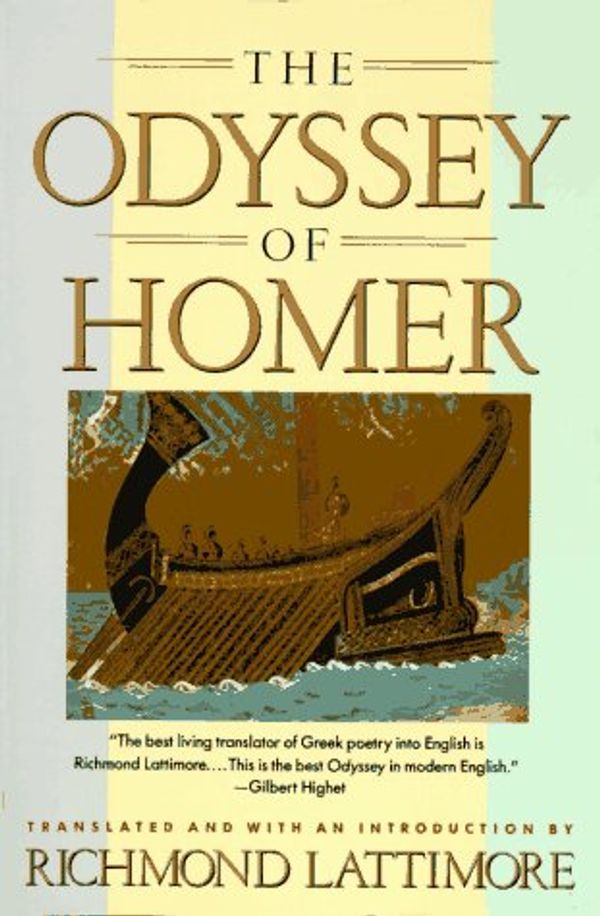 THE
ODYSSEY
OF
HOMER
"The best living translator of Greek poetry into English is
Richmond Lattimore....This is the best Odyssey in modern English."
—Gilbert Highet
TRANSLATED AND WITH AN INTRODUCTION BY
RICHMOND LATTIMORE